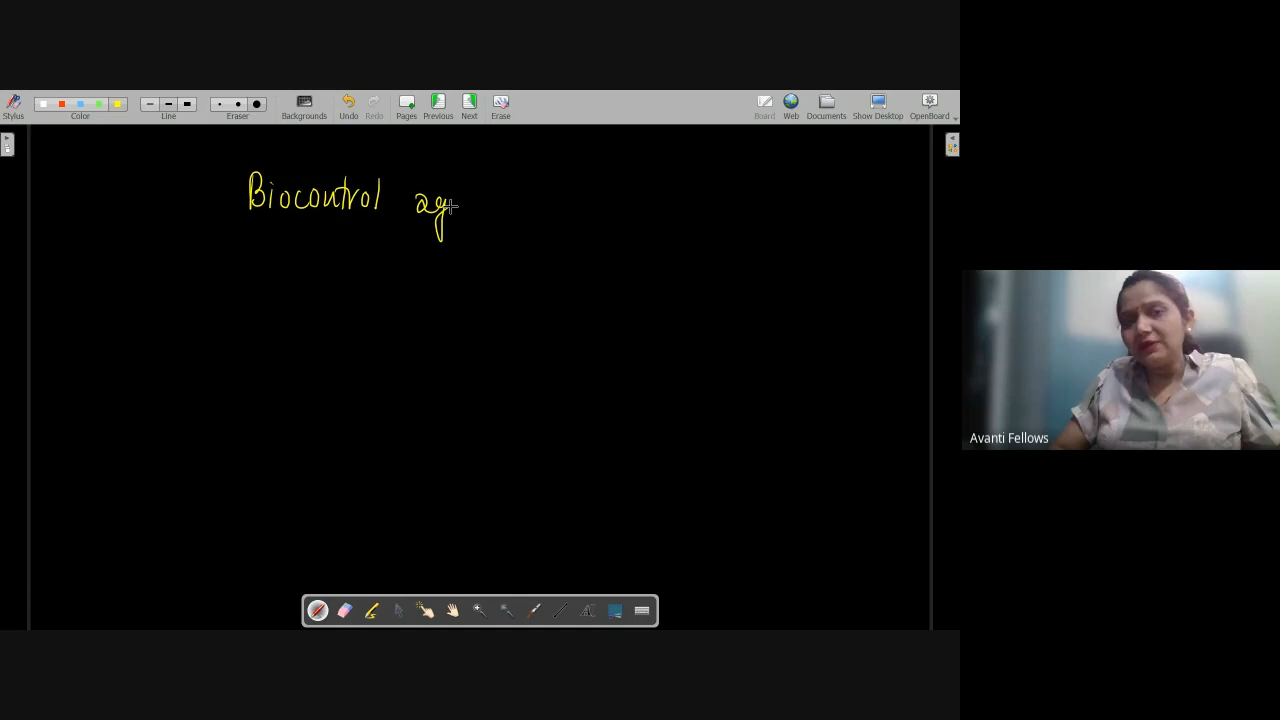 Stylus
Color
Line
Eraser
Backgrounds
Undo
Redo
Pages
Previous
Next
Erase
Board
Web
Documents
Show Desktop
OpenBoard
Biocontrol ag
Avanti Fellows